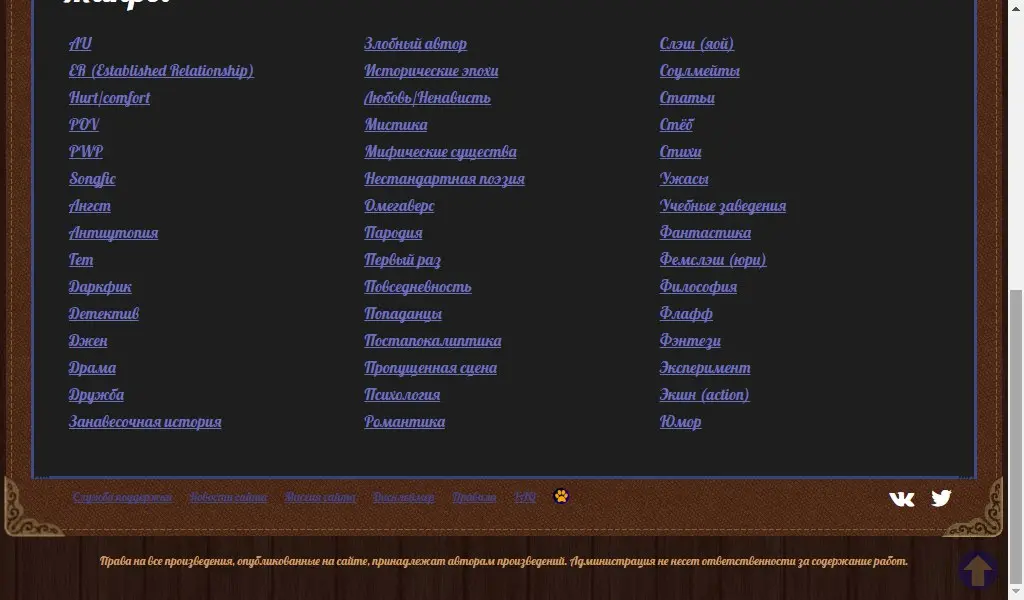 AU
ER (Established Relationship)
Hurt/comfort
POV
PWP
Songfic
Ангст
Антиутопия
Гет
Даркфик
Детектив
Джен
Драма
Дружба
Занавесочная история
Злобный автор
Исторические эпохи
Любовь/Ненависть
Мистика
Мифические существа
Нестандартная поэзия
Омегаверс
Пародия
Первый раз
Повседневность
Попаданцы
Постапокалиптика
Пропущенная сцена
Психология
Романтика
Слэш (яой)
Соулмейты
Статьи
Стёб
Стихи
Ужасы
Учебные заведения
Фантастика
Фемслэш (юри)
Философия
Флафф
Фэнтези
Эксперимент
Экшн (action)
Юмор
Служба поддержки Новости сайта Миссия сайта Дисклеймер Правила FAQ
Права на все произведения, опубликованные на сайте, принадлежат авторам произведений. Администрация не несет ответственности за содержание работ.